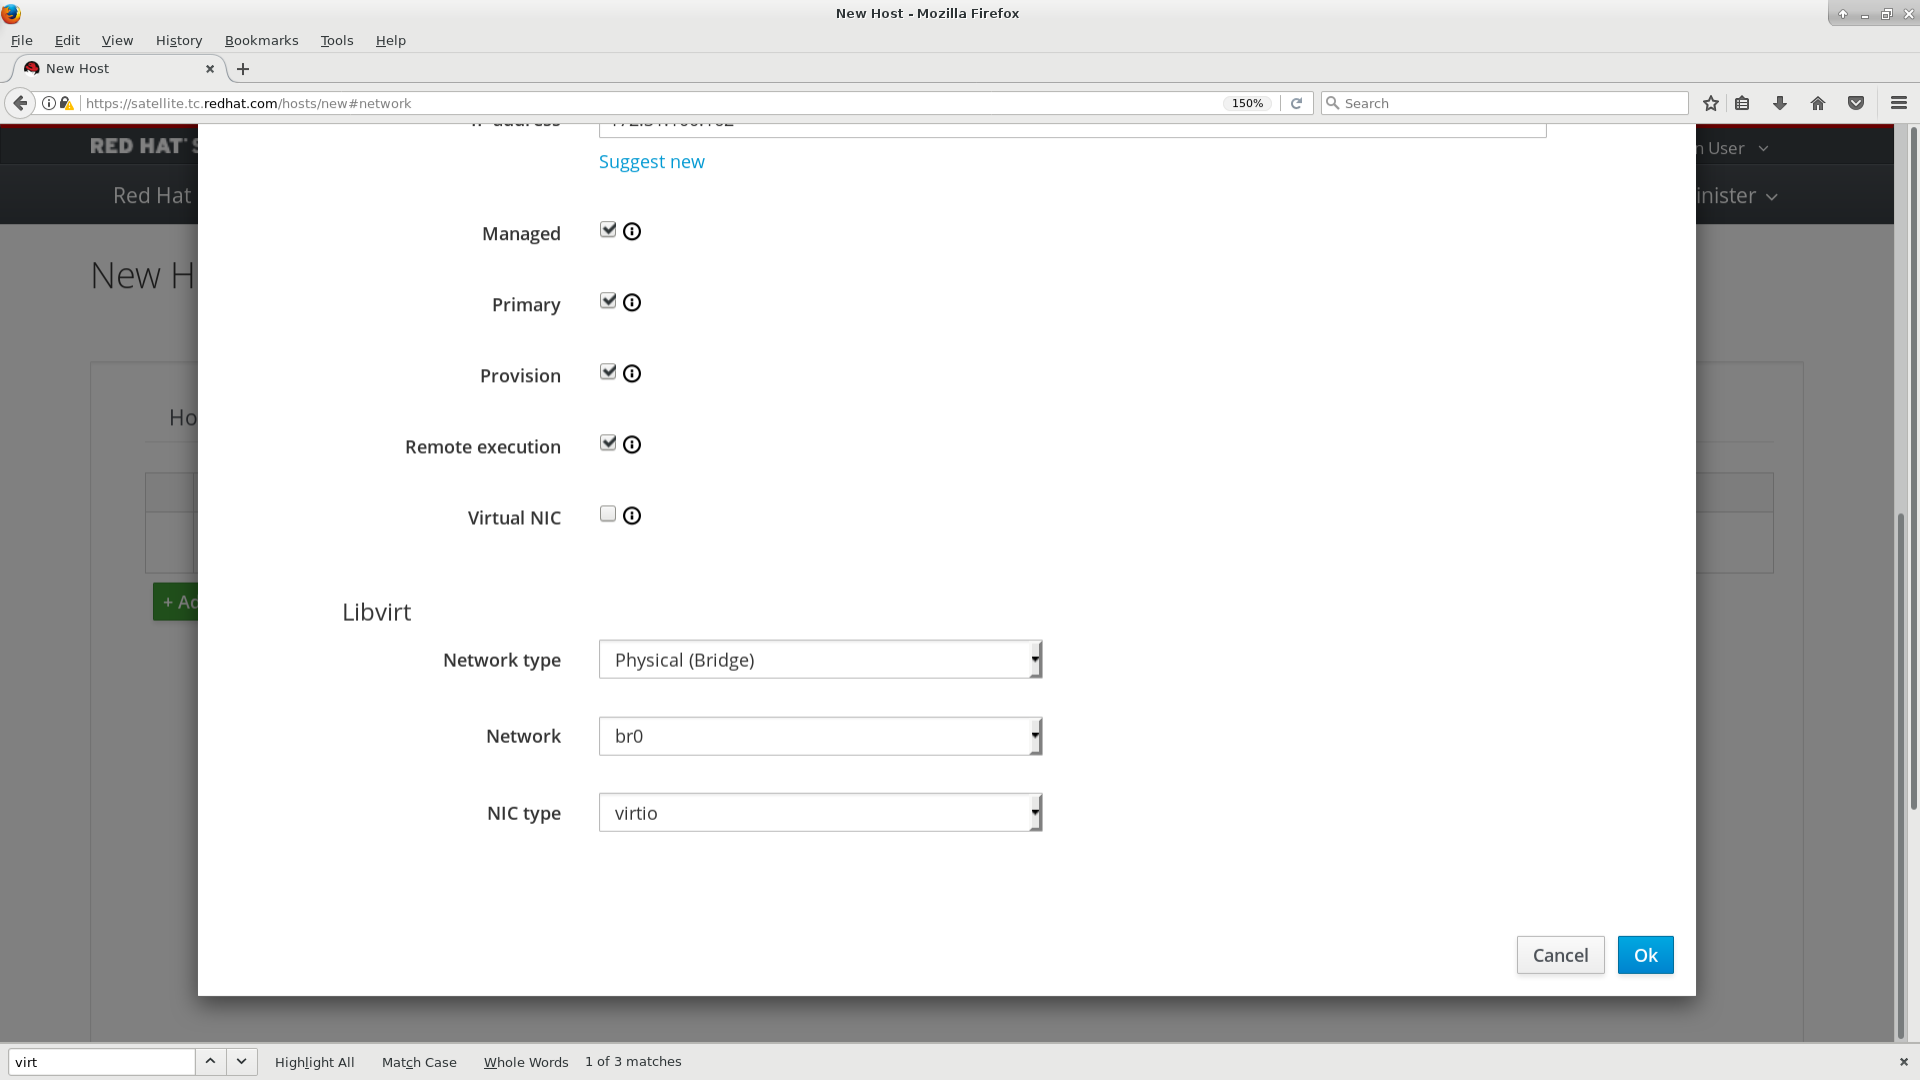 New Host - Mozilla Firefox
File Edit View History Bookmarks Tools Help
New Host
https://satellite.tc.redhat.com/hosts/new#network 150% Search
RED HAT
User
Red Hat
New H
Suggest new
Managed
Primary
Provision
Remote execution
Virtual NIC
Libvirt
Network type Physical (Bridge)
Network br0
NIC type virtio
Cancel Ok
virt Highlight All Match Case Whole Words 1 of 3 matches